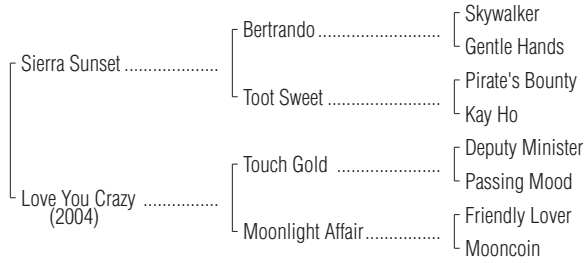 Skywalker
Bertrando
Gentle Hands
Sierra Sunset
Pirate's Bounty
Toot Sweet
Kay Ho
Deputy Minister
Touch Gold
Passing Mood
Love You Crazy
(2004)
Friendly Lover
Moonlight Affair
Mooncoin